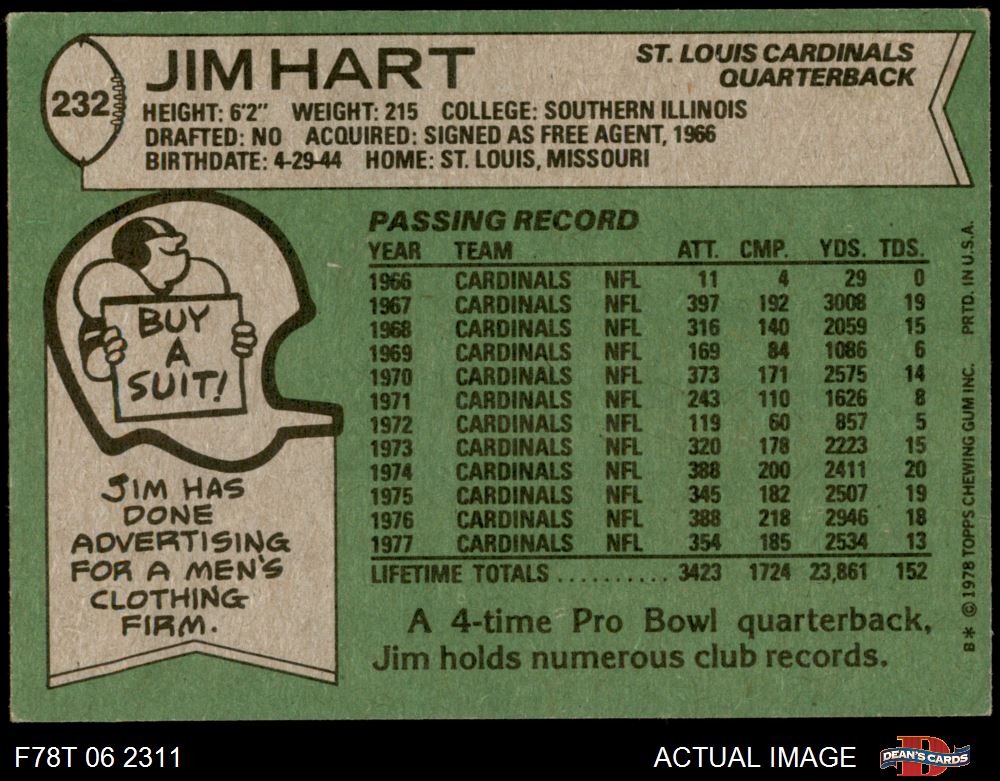 232
JIM HART
ST. LOUIS CARDINALS
QUARTERBACK
HEIGHT: 6'2" WEIGHT: 215 COLLEGE: SOUTHERN ILLINOIS
DRAFTED: NO ACQUIRED: SIGNED AS FREE AGENT, 1966
BIRTHDATE: 4-29-44 HOME: ST. LOUIS, MISSOURI
BUY
A
SUIT!
JIM HAS
DONE
ADVERTISING
FOR A MEN'S
CLOTHING
FIRM.
PASSING RECORD
YEAR TEAM ATT. CMP. YDS. TDS.
1966 CARDINALS NFL 11 4 29 0
1967 CARDINALS NFL 397 192 3008 19
1968 CARDINALS NFL 316 140 2059 15
1969 CARDINALS NFL 169 84 1086 6
1970 CARDINALS NFL 373 171 2575 14
1971 CARDINALS NFL 243 110 1626 8
1972 CARDINALS NFL 119 60 857 5
1973 CARDINALS NFL 320 178 2223 15
1974 CARDINALS NFL 388 200 2411 20
1975 CARDINALS NFL 345 182 2507 19
1976 CARDINALS NFL 388 218 2946 18
1977 CARDINALS NFL 354 185 2534 13
LIFETIME TOTALS .......... 3423 1724 23,861 152
A 4-time Pro Bowl quarterback,
Jim holds numerous club records.
B* © 1978 TOPPS CHEWING GUM INC. PRTD. IN U.S.A.
F78T 06 2311
ACTUAL IMAGE
DEAN'S CARDS